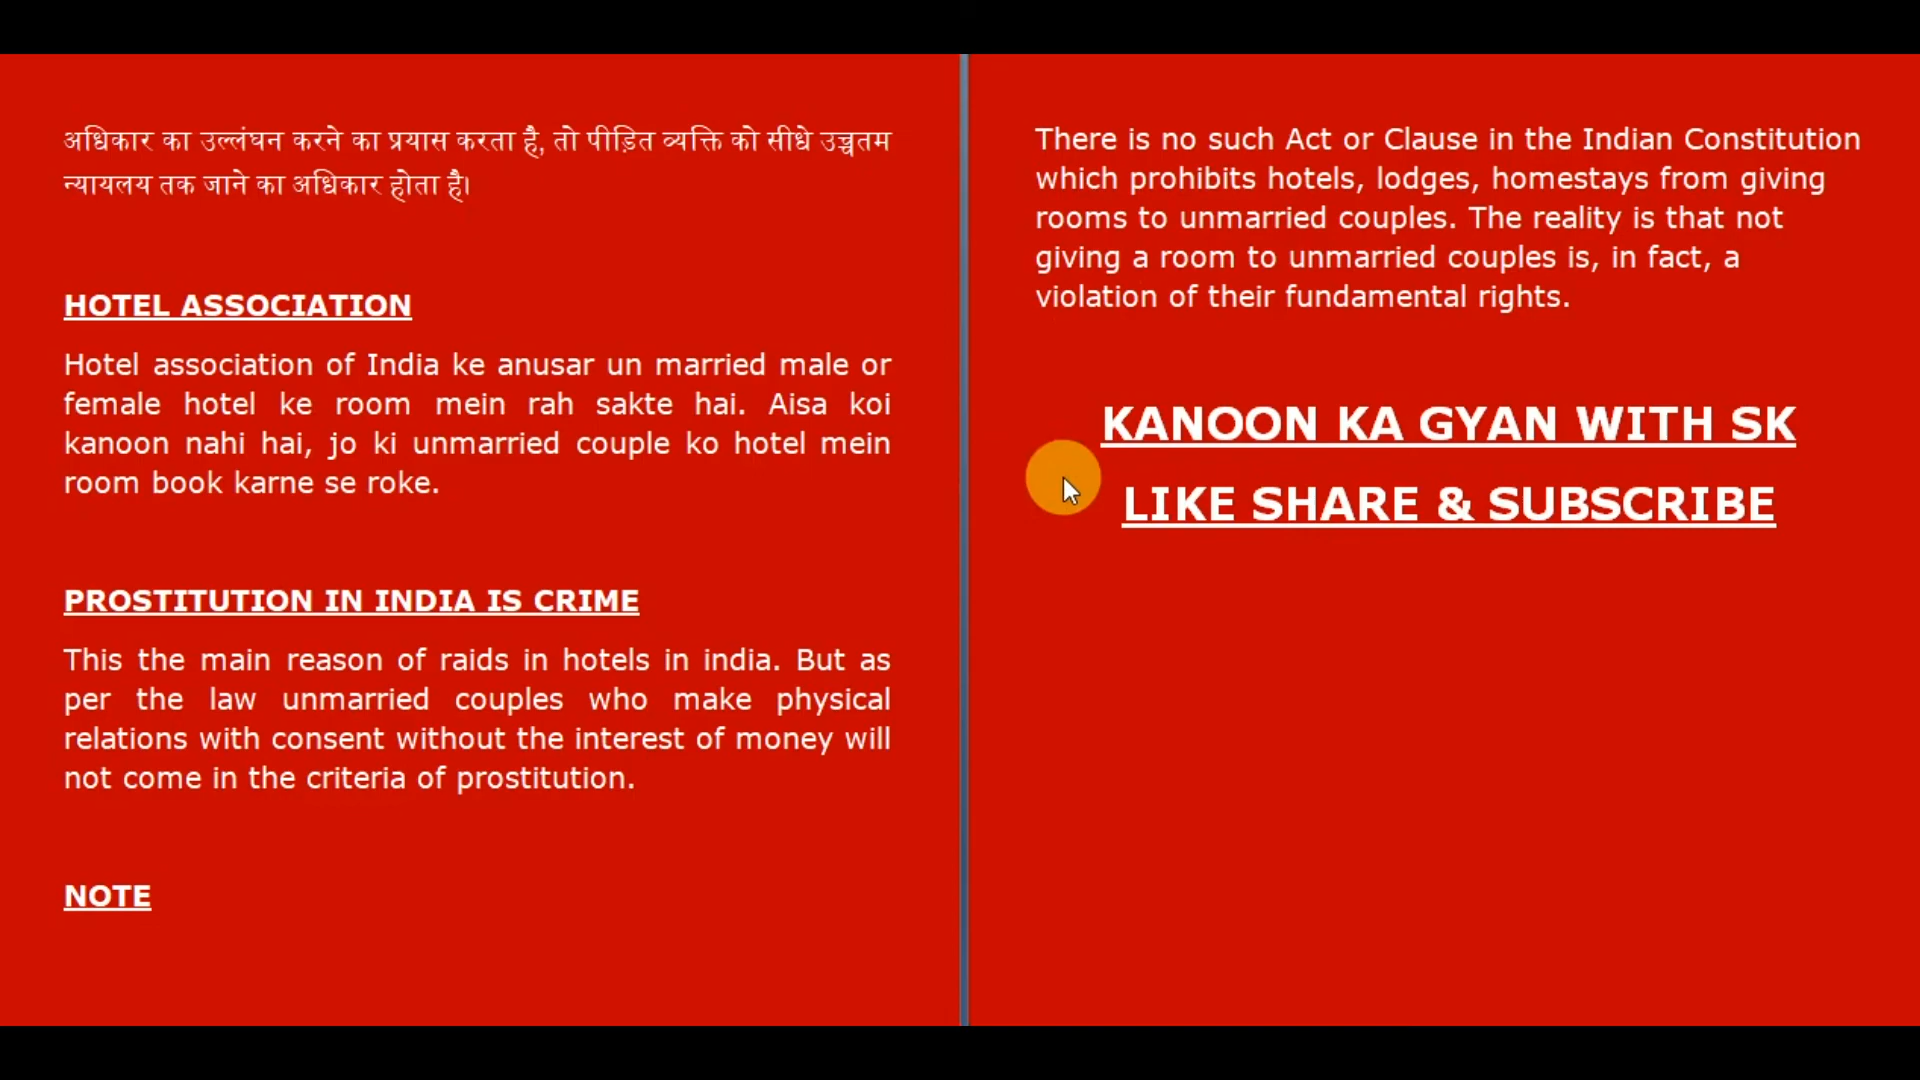 अधिकार का उल्लंघन करने का प्रयास करता है, तो पीड़ित व्यक्ति को सीधे उच्चतम
न्यायलय तक जाने का अधिकार होता है।
HOTEL ASSOCIATION
Hotel association of India ke anusar un married male or
female hotel ke room mein rah sakte hai. Aisa koi
kanoon nahi hai, jo ki unmarried couple ko hotel mein
room book karne se roke.
PROSTITUTION IN INDIA IS CRIME
This the main reason of raids in hotels in india. But as
per the law unmarried couples who make physical
relations with consent without the interest of money will
not come in the criteria of prostitution.
NOTE
There is no such Act or Clause in the Indian Constitution
which prohibits hotels, lodges, homestays from giving
rooms to unmarried couples. The reality is that not
giving a room to unmarried couples is, in fact, a
violation of their fundamental rights.
KANOON KA GYAN WITH SK
LIKE SHARE & SUBSCRIBE